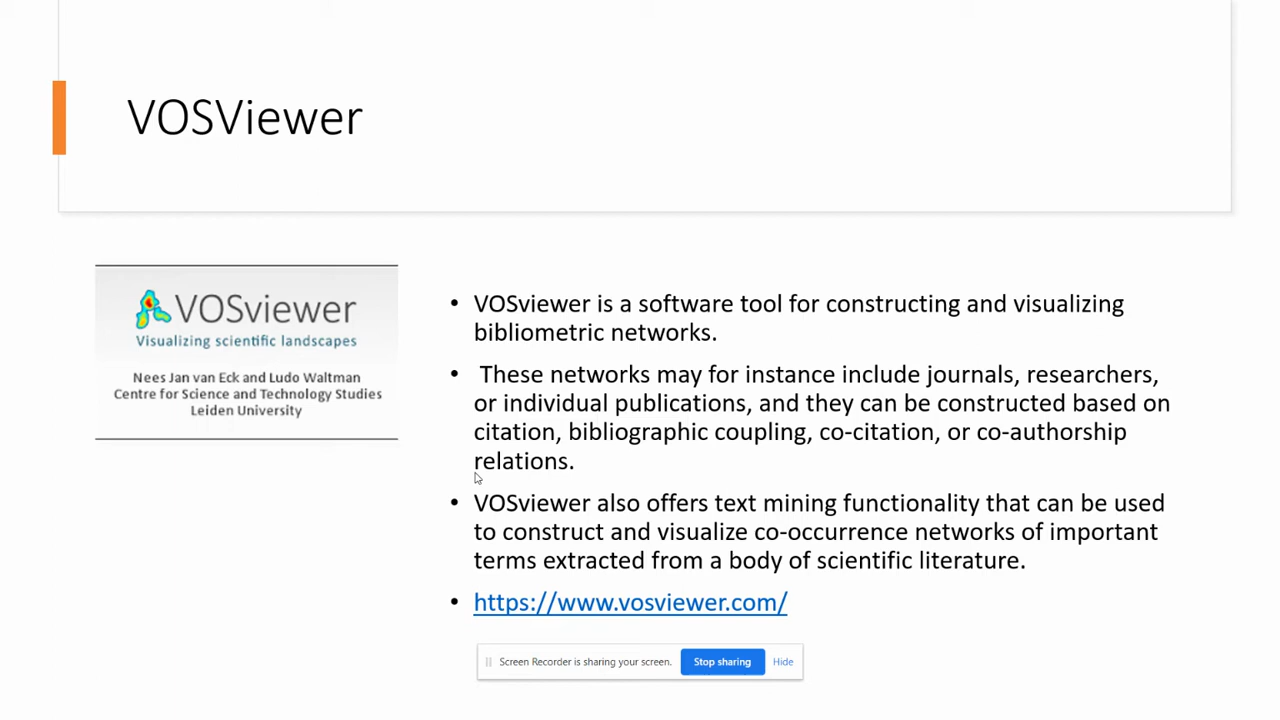 VOSViewer
VOSviewer
Visualizing scientific landscapes
Nees Jan van Eck and Ludo Waltman
Centre for Science and Technology Studies
Leiden University
• VOSviewer is a software tool for constructing and visualizing
bibliometric networks.
• These networks may for instance include journals, researchers,
or individual publications, and they can be constructed based on
citation, bibliographic coupling, co-citation, or co-authorship
relations.
• VOSviewer also offers text mining functionality that can be used
to construct and visualize co-occurrence networks of important
terms extracted from a body of scientific literature.
• https://www.vosviewer.com/
Screen Recorder is sharing your screen. Stop sharing Hide